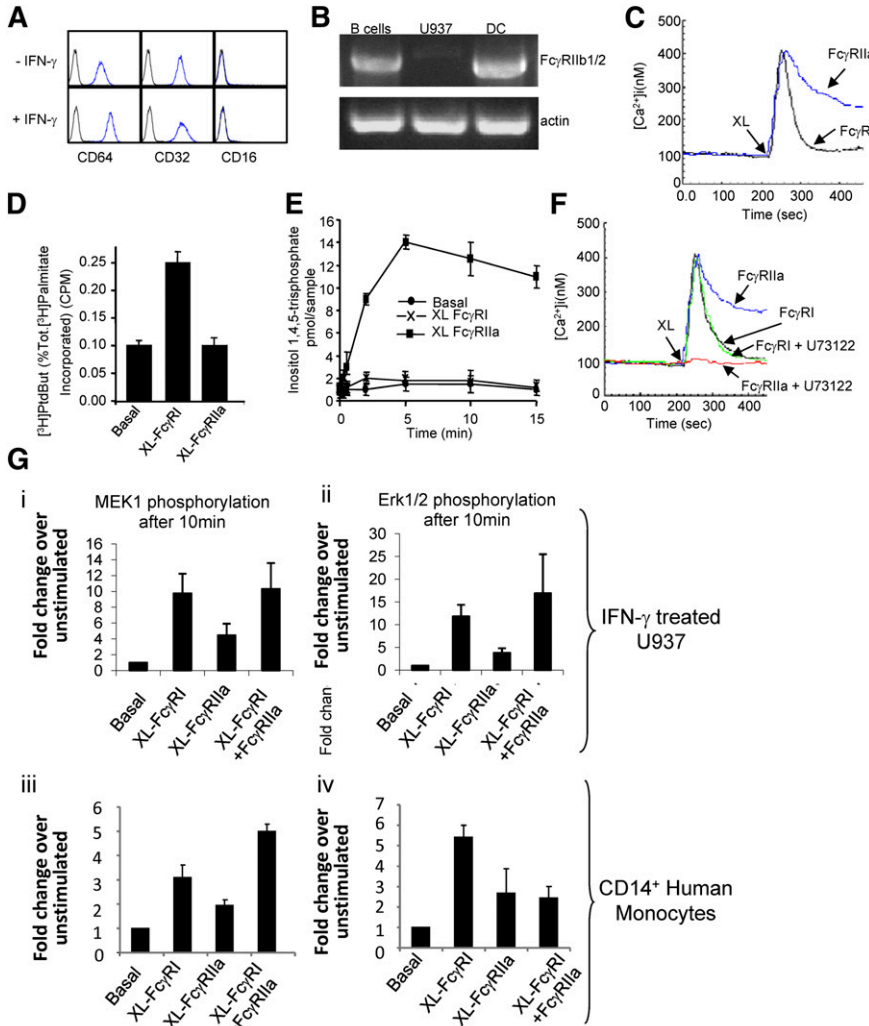 A
- IFN-γ
+ IFN-γ
CD64 CD32 CD16
B
B cells U937 DC
FcγRIIb1/2
actin
C
[Ca2+]i(nM)
500
400
300
200
100
0
0.0 100 200 300 400
Time (sec)
XL
FcγRIIa
FcγRI
D
[³H]PtdBut (%Tot.[³H]Palmitate
Incorporated) (CPM)
0.25
0.20
0.15
0.10
0.05
0.00
Basal
XL-FcγRI
XL-FcγRIIa
E
Inositol 1,4,5-trisphosphate
pmol/sample
16
14
12
10
8
6
4
2
0
0 5 10 15
Time (min)
Basal
XL FcγRI
XL FcγRIIa
F
[Ca2+]i(nM)
500
400
300
200
100
0
0.0 100 200 300 400
Time (sec)
XL
FcγRIIa
FcγRI
FcγRI + U73122
FcγRIIa + U73122
G
i
MEK1 phosphorylation
after 10min
Fold change over
unstimulated
16
14
12
10
8
6
4
2
0
Basal
XL-FcγRI
XL-FcγRIIa
XL-FcγRI
+FcγRIIa
ii
Erk1/2 phosphorylation
after 10min
Fold change over
unstimulated
Fold chan
30
25
20
15
10
5
0
Basal
XL-FcγRI
XL-FcγRIIa
XL-FcγRI
+FcγRIIa
IFN-γ treated
U937
iii
Fold change over
unstimulated
6
5
4
3
2
1
0
Basal
XL-FcγRI
XL-FcγRIIa
XL-FcγRI
FcγRIIa
iv
Fold change over
unstimulated
7
6
5
4
3
2
1
0
Basal
XL-FcγRI
XL-FcγRIIa
XL-FcγRI
+FcγRIIa
CD14⁺ Human
Monocytes